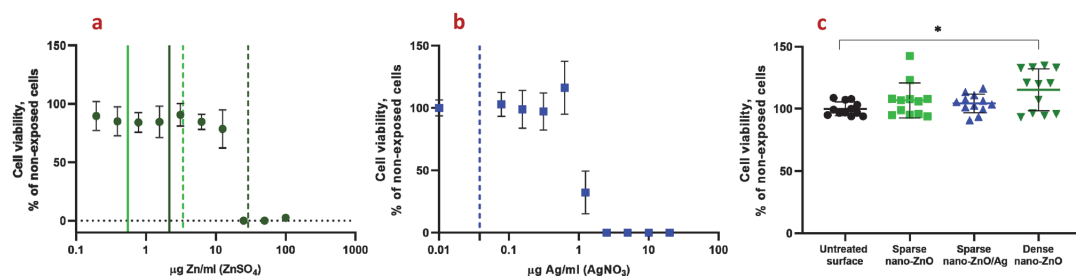 a
Cell viability,
% of non-exposed cells
150
100
50
0
0.1
1
10
100
1000
µg Zn/ml (ZnSO₄)
b
Cell viability,
% of non-exposed cells
150
100
50
0
0.01
0.1
1
10
100
µg Ag/ml (AgNO₃)
c
Cell viability,
% of non-exposed cells
150
100
50
0
*
Untreated
surface
Sparse
nano-ZnO
Sparse
nano-ZnO/Ag
Dense
nano-ZnO